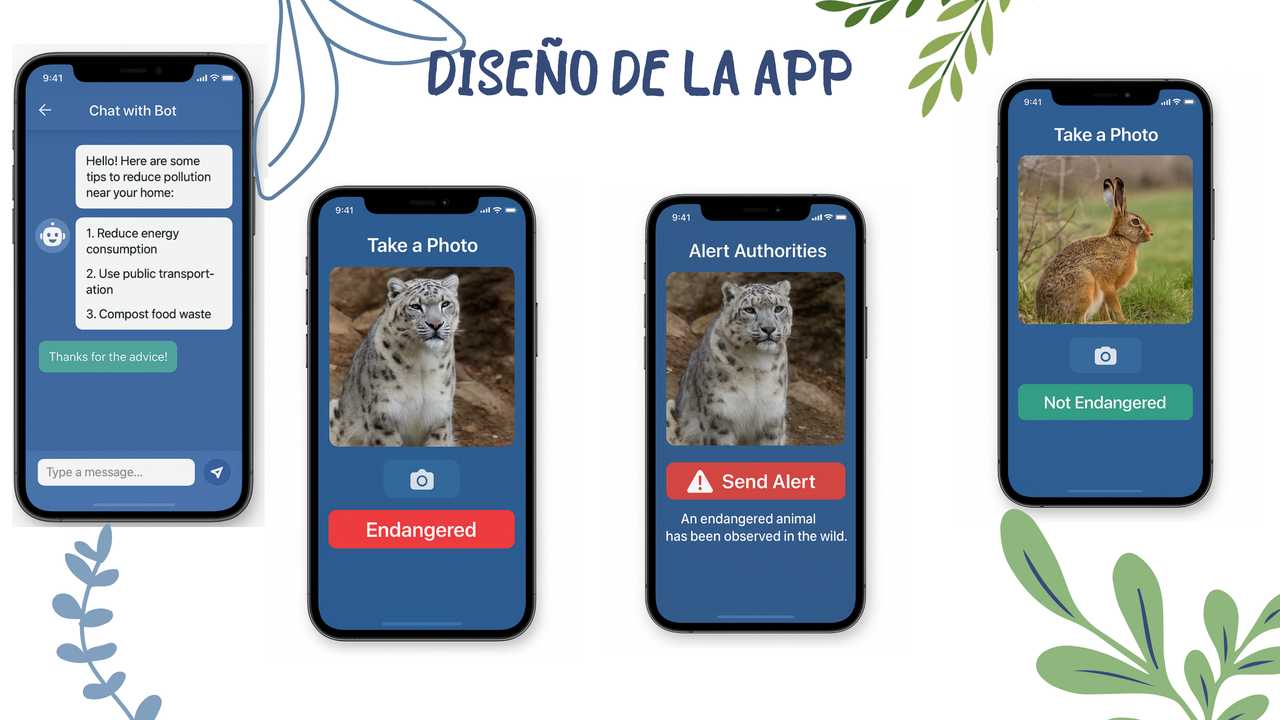 DISEÑO DE LA APP
9:41
Chat with Bot
Hello! Here are some
tips to reduce pollution
near your home:
1. Reduce energy
consumption
2. Use public transport-
ation
3. Compost food waste
Thanks for the advice!
Type a message...
9:41
Take a Photo
Endangered
9:41
Alert Authorities
Send Alert
An endangered animal
has been observed in the wild.
9:41
Take a Photo
Not Endangered